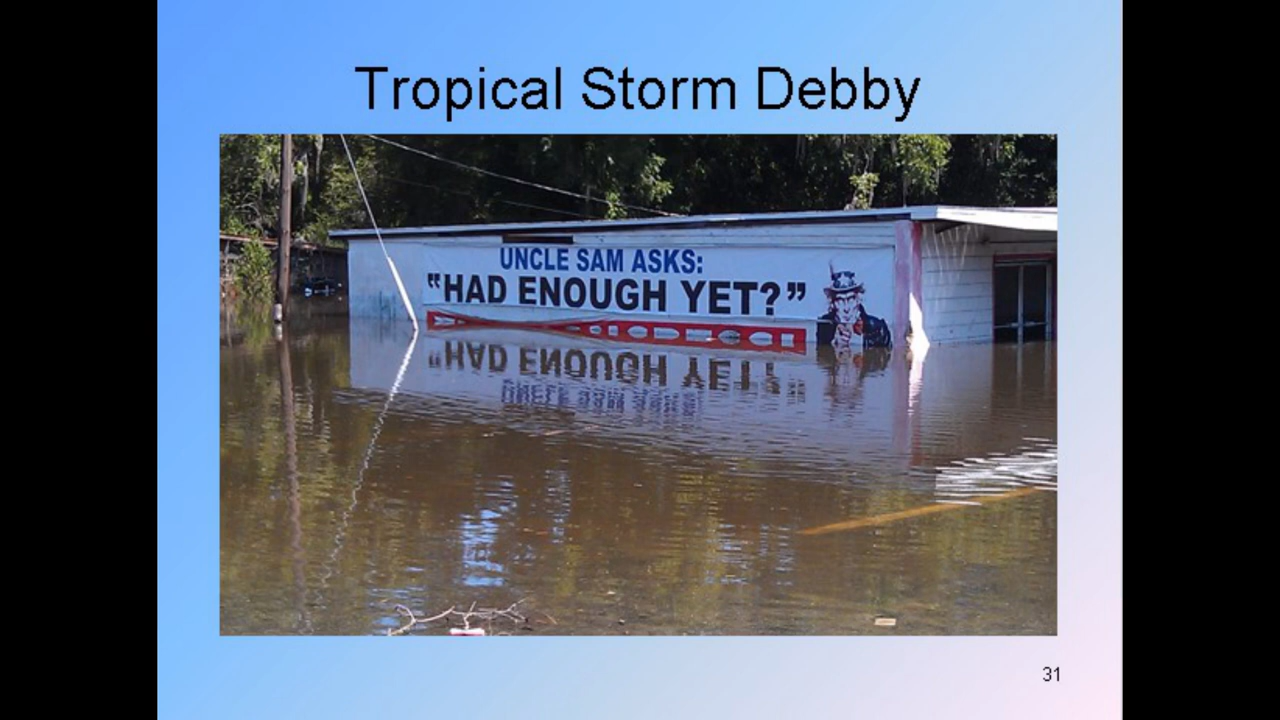 Tropical Storm Debby
UNCLE SAM ASKS:
"HAD ENOUGH YET?"
31